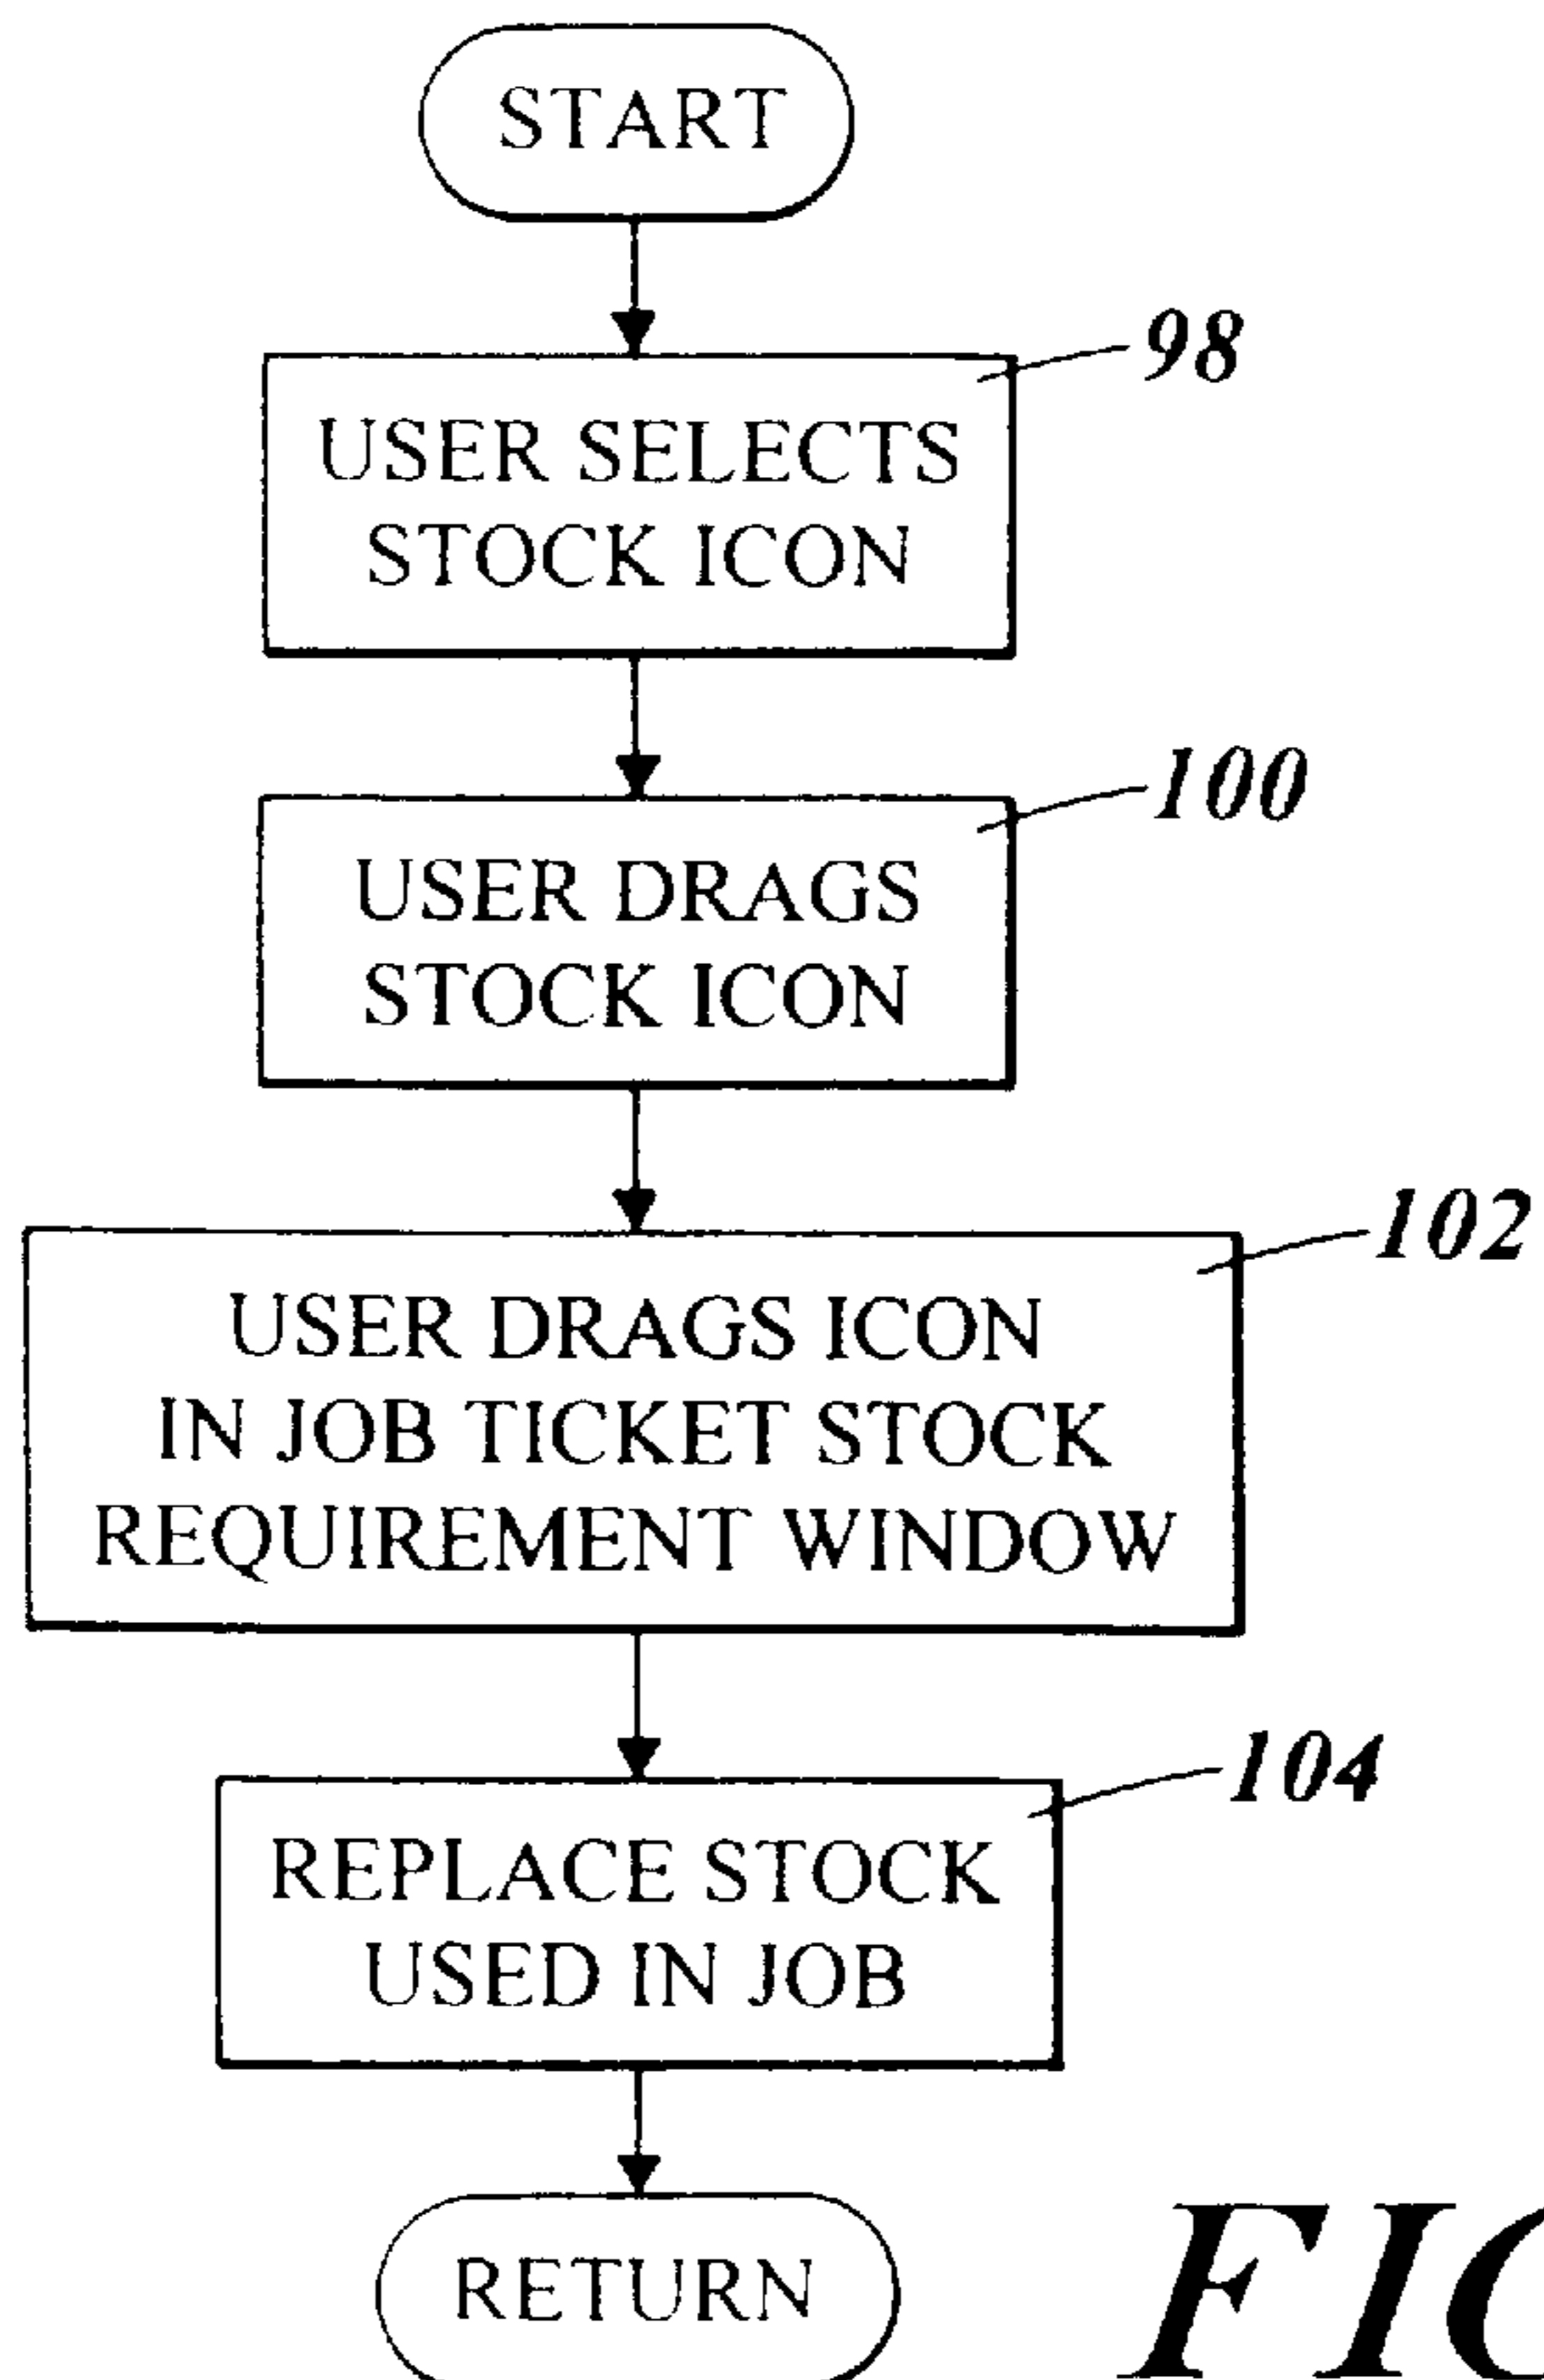 START
98
USER SELECTS
STOCK ICON
100
USER DRAGS
STOCK ICON
102
USER DRAGS ICON
IN JOB TICKET STOCK
REQUIREMENT WINDOW
104
REPLACE STOCK
USED IN JOB
RETURN